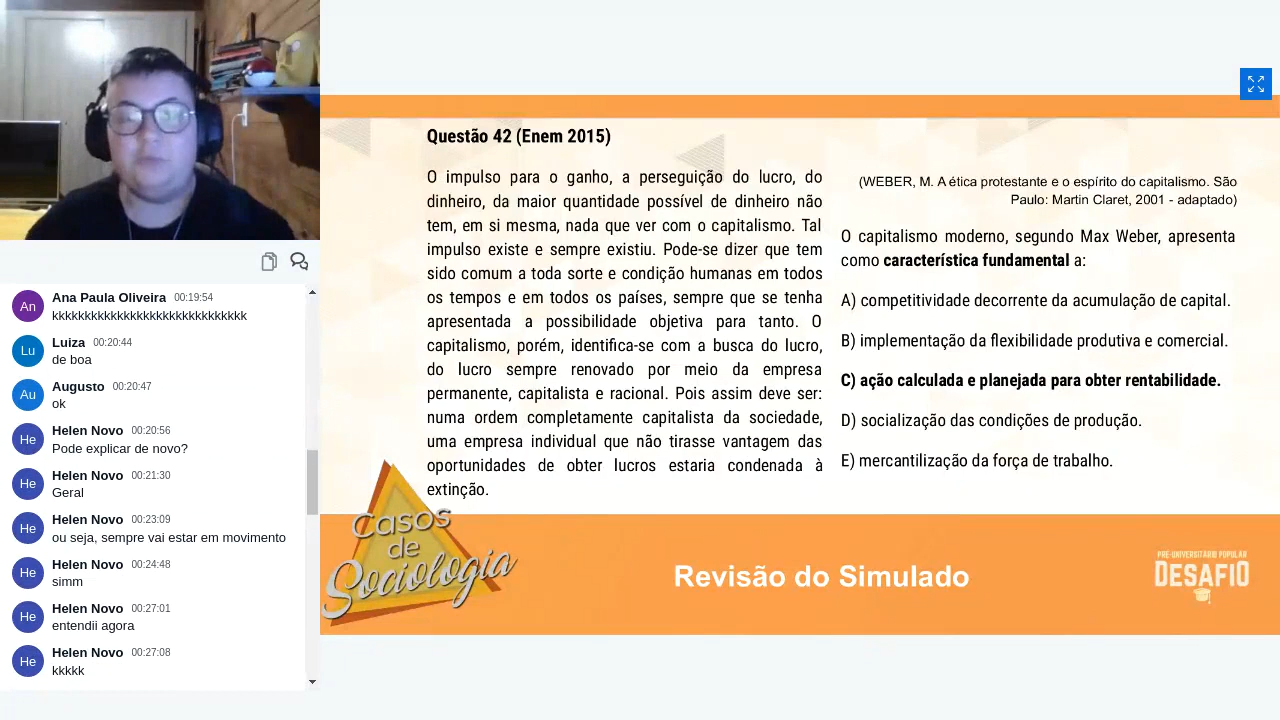 An
Ana Paula Oliveira 00:19:54
kkkkkkkkkkkkkkkkkkkkkkkkkkkkkk
Lu
Luiza 00:20:44
de boa
Au
Augusto 00:20:47
ok
He
Helen Novo 00:20:56
Pode explicar de novo?
He
Helen Novo 00:21:30
Geral
He
Helen Novo 00:23:09
ou seja, sempre vai estar em movimento
He
Helen Novo 00:24:48
simm
He
Helen Novo 00:27:01
entendii agora
He
Helen Novo 00:27:08
kkkkk
Questão 42 (Enem 2015)
O impulso para o ganho, a perseguição do lucro, do
dinheiro, da maior quantidade possível de dinheiro não
tem, em si mesma, nada que ver com o capitalismo. Tal
impulso existe e sempre existiu. Pode-se dizer que tem
sido comum a toda sorte e condição humanas em todos
os tempos e em todos os países, sempre que se tenha
apresentada a possibilidade objetiva para tanto. O
capitalismo, porém, identifica-se com a busca do lucro,
do lucro sempre renovado por meio da empresa
permanente, capitalista e racional. Pois assim deve ser:
numa ordem completamente capitalista da sociedade,
uma empresa individual que não tirasse vantagem das
oportunidades de obter lucros estaria condenada à
extinção.
(WEBER, M. A ética protestante e o espírito do capitalismo. São
Paulo: Martin Claret, 2001 - adaptado)
O capitalismo moderno, segundo Max Weber, apresenta
como característica fundamental a:
A) competitividade decorrente da acumulação de capital.
B) implementação da flexibilidade produtiva e comercial.
C) ação calculada e planejada para obter rentabilidade.
D) socialização das condições de produção.
E) mercantilização da força de trabalho.
Casos
de
Sociologia
Revisão do Simulado
PRÉ-UNIVERSITÁRIO POPULAR
DESAFIO